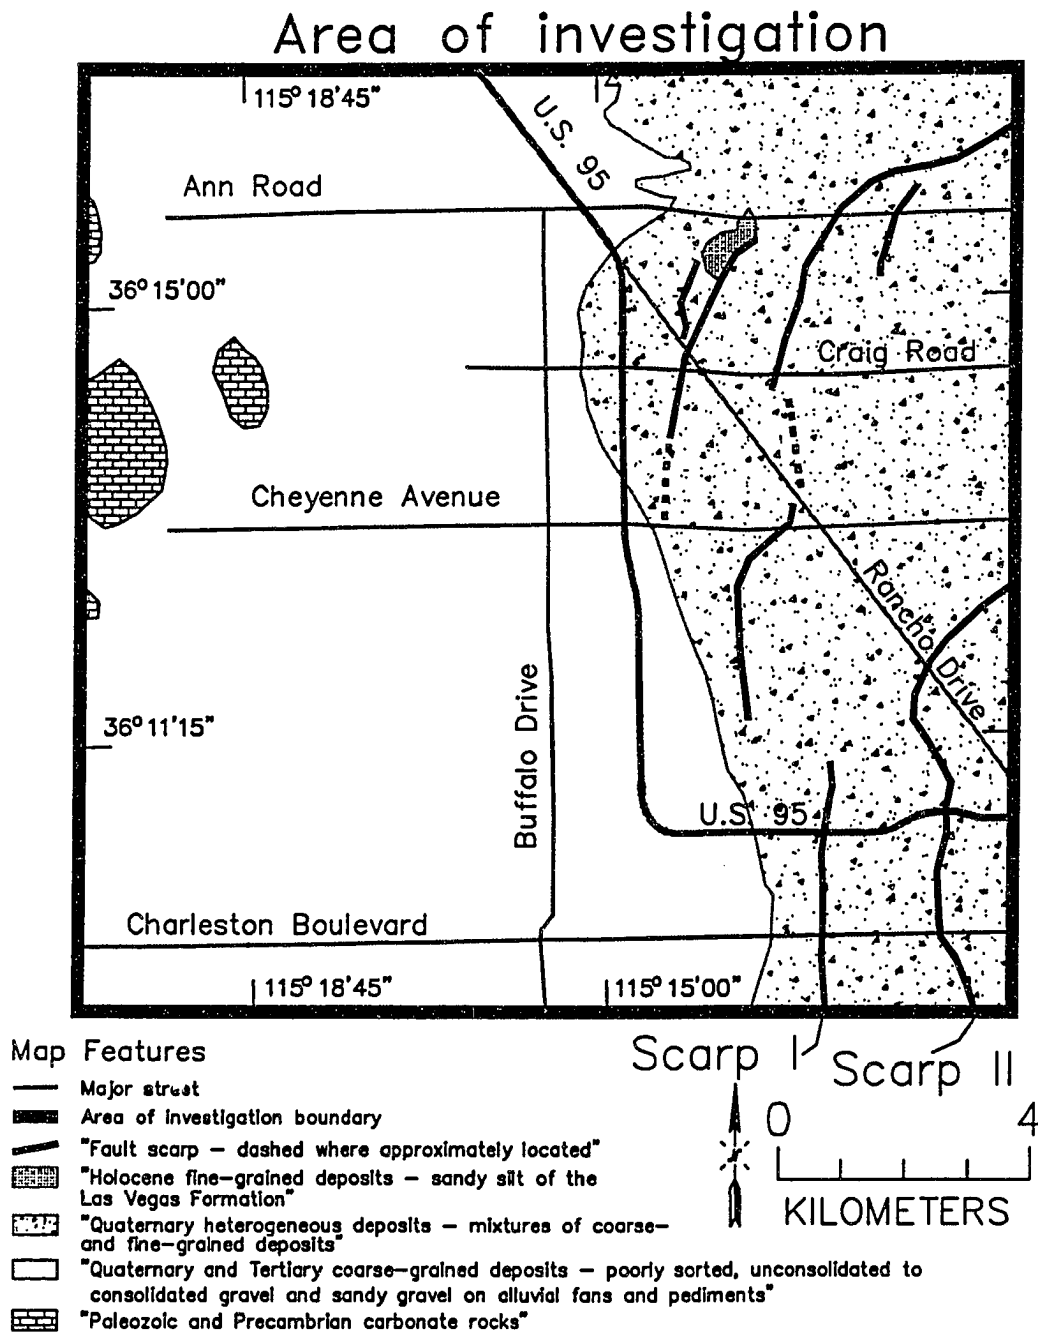 Area of investigation
115° 18'45"
U.S. 95
Ann Road
36° 15'00"
Craig Road
Cheyenne Avenue
Rancho Drive
36° 11'15"
Buffalo Drive
U.S. 95
Charleston Boulevard
115° 18'45"
115° 15'00"
Scarp I
Scarp II
Map Features
Major street
Area of investigation boundary
"Fault scarp – dashed where approximately located"
"Holocene fine–grained deposits – sandy silt of the
Las Vegas Formation"
"Quaternary heterogeneous deposits – mixtures of coarse–
and fine–grained deposits"
"Quaternary and Tertiary coarse–grained deposits – poorly sorted, unconsolidated to
consolidated gravel and sandy gravel on alluvial fans and pediments"
"Paleozoic and Precambrian carbonate rocks"
0 4
KILOMETERS